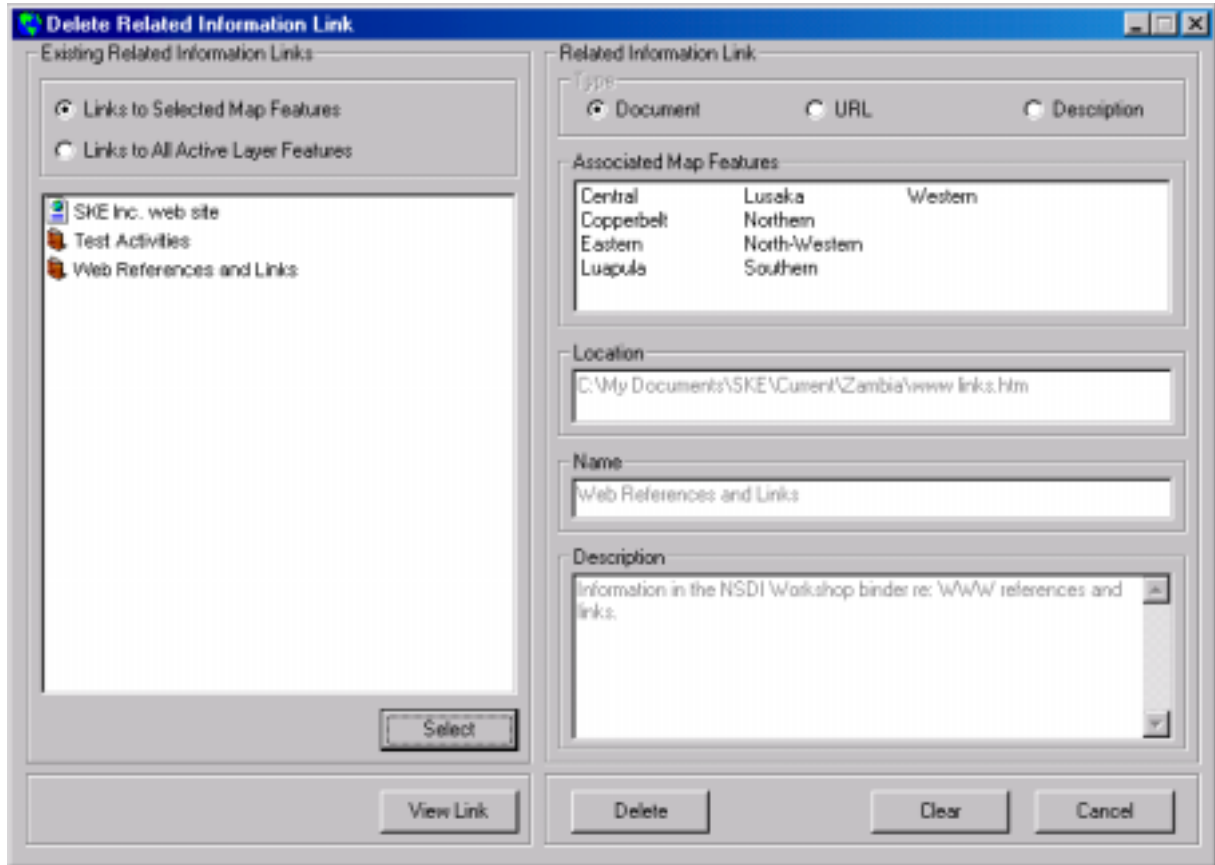 Delete Related Information Link
Existing Related Information Links
Links to Selected Map Features
Links to All Active Layer Features
SKE Inc. web site
Test Activities
Web References and Links
Select
View Link
Related Information Link
Type
Document URL Description
Associated Map Features
Central Lusaka Western
Copperbelt Northern
Eastern North-Western
Luapula Southern
Location
C:\My Documents\SKE\Current\Zambia\www links.htm
Name
Web References and Links
Description
Information in the NSDI Workshop binder re: WWW references and
links.
Delete Clear Cancel